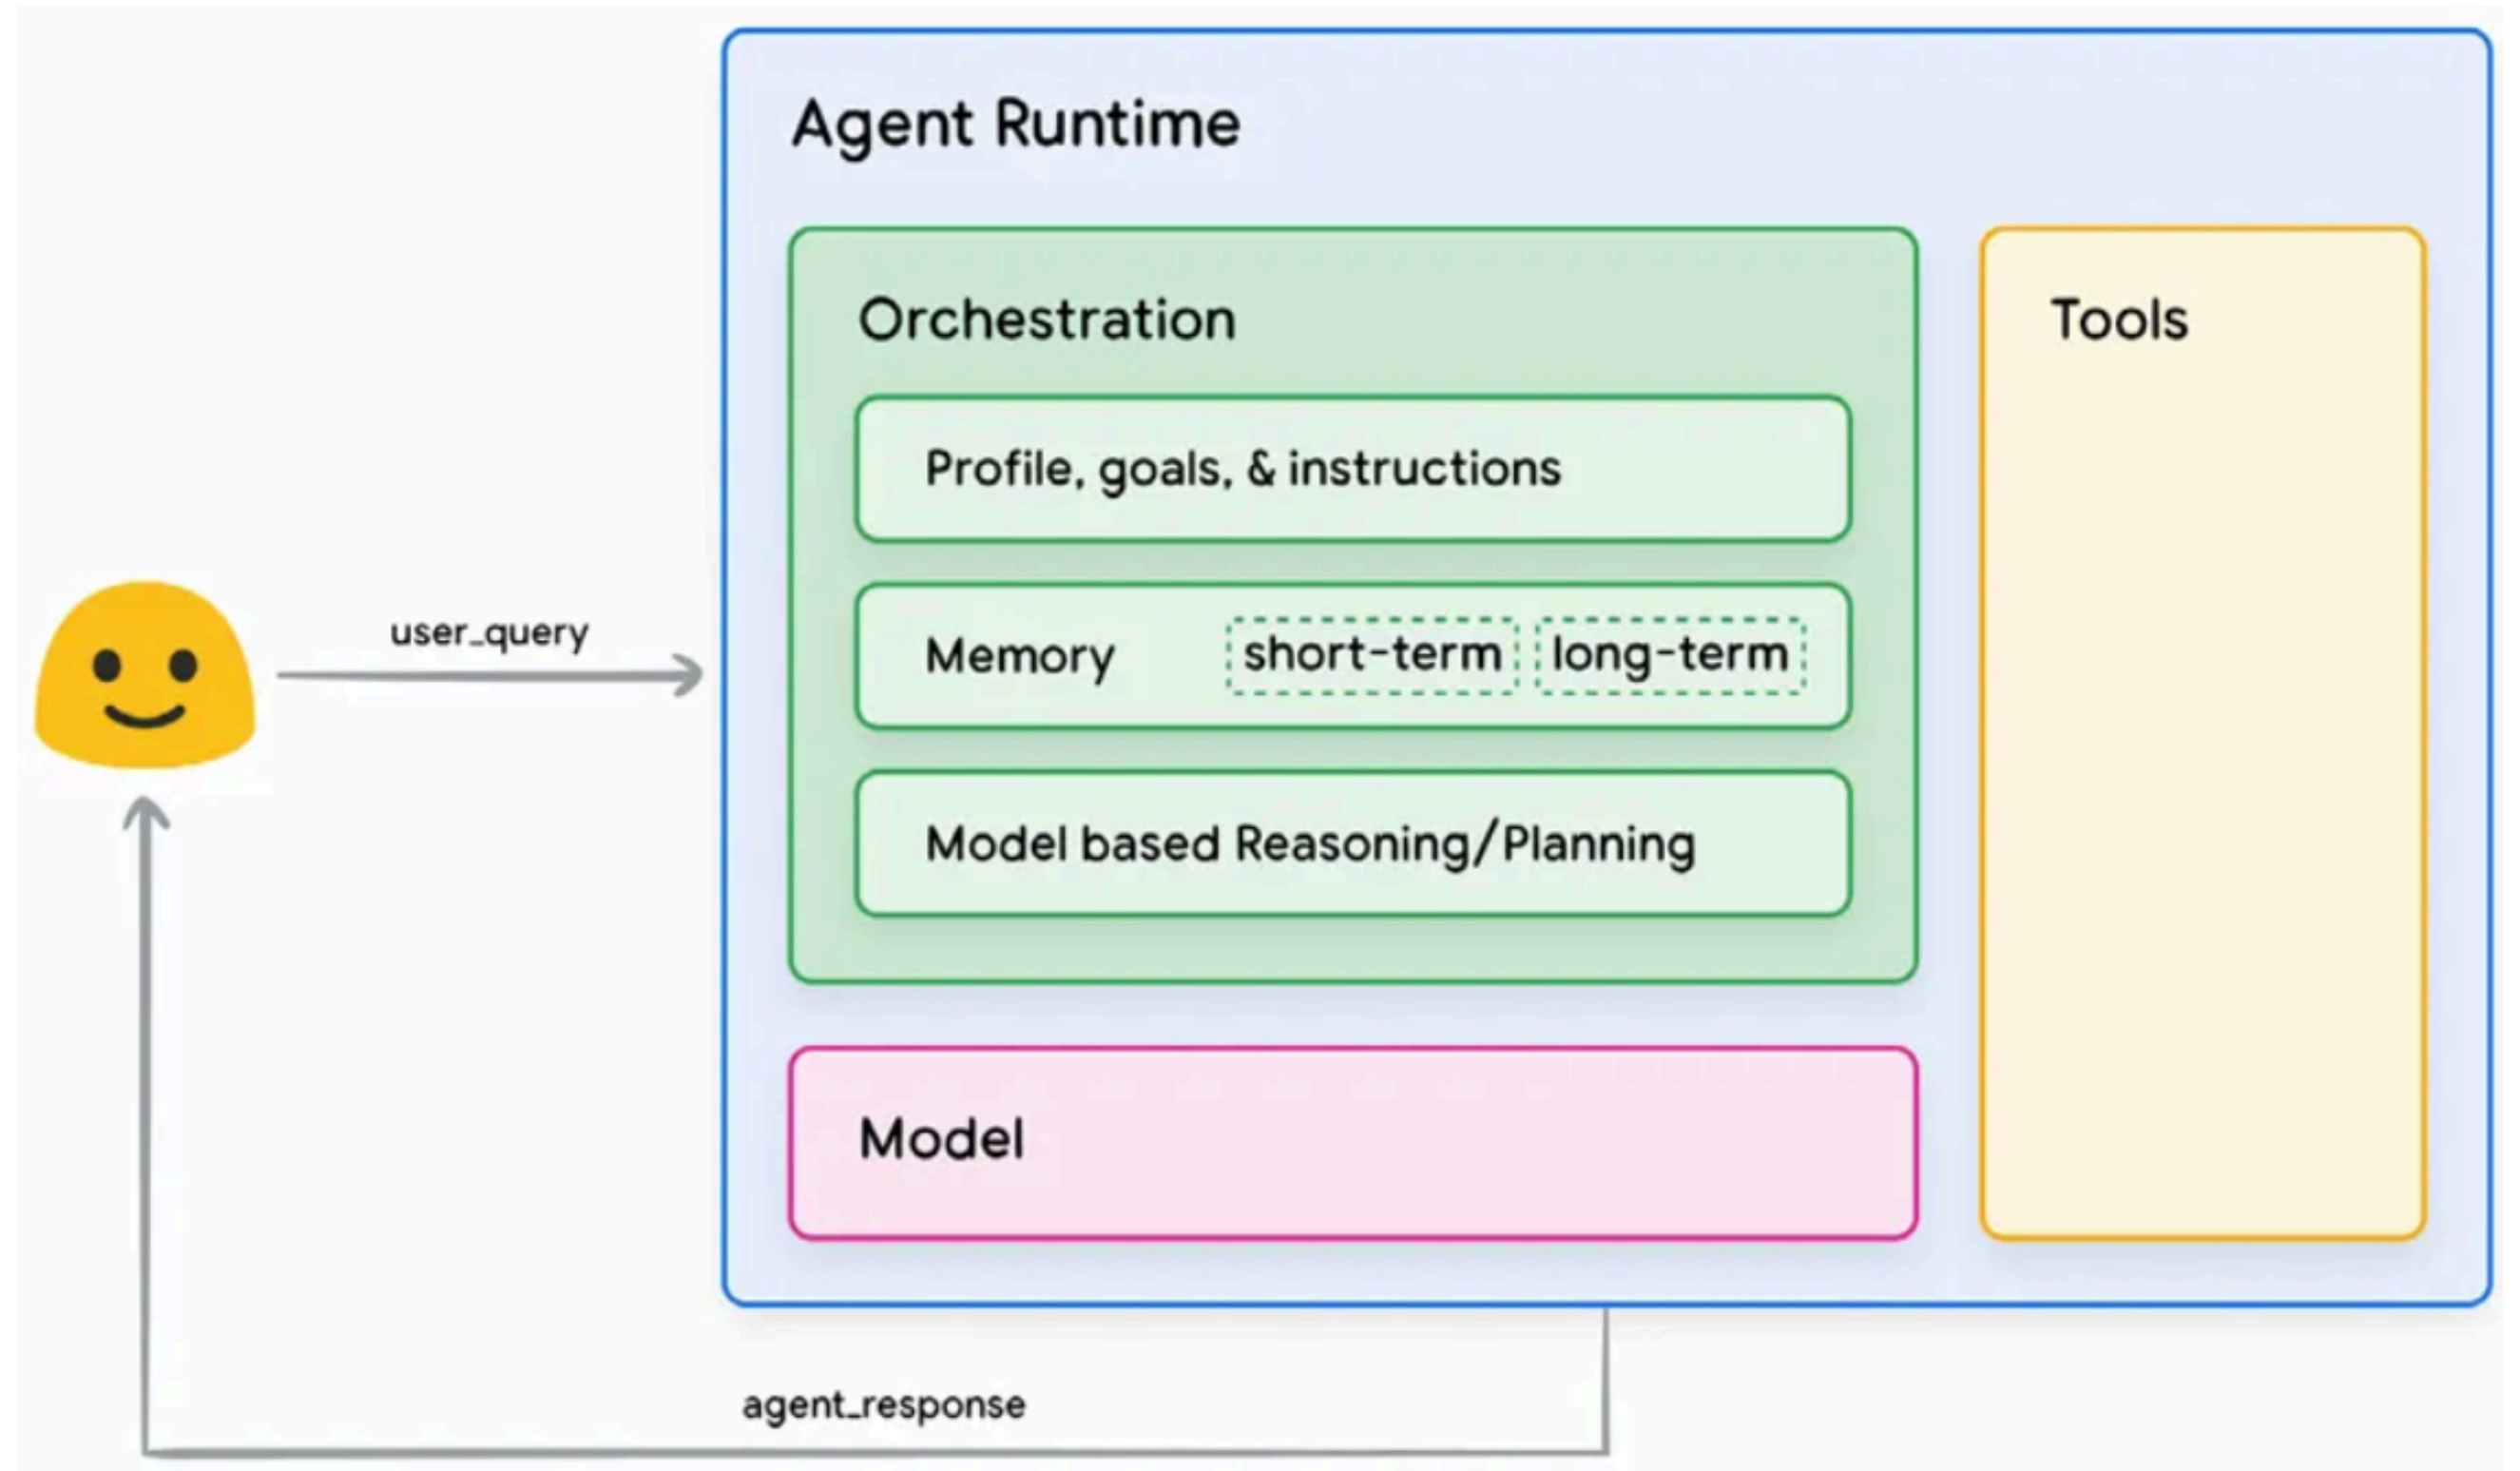 Agent Runtime
Orchestration
Tools
Profile, goals, & instructions
user_query
Memory short-term long-term
Model based Reasoning/Planning
Model
agent_response